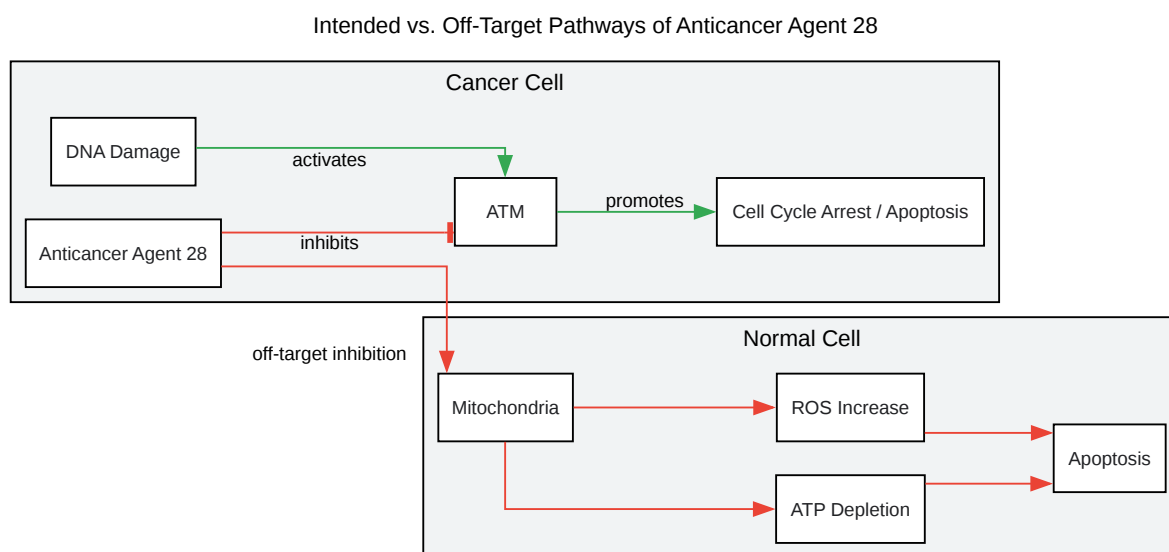 Intended vs. Off-Target Pathways of Anticancer Agent 28
Cancer Cell
DNA Damage
activates
ATM
promotes
Cell Cycle Arrest / Apoptosis
Anticancer Agent 28
inhibits
Normal Cell
off-target inhibition
Mitochondria
ROS Increase
Apoptosis
ATP Depletion